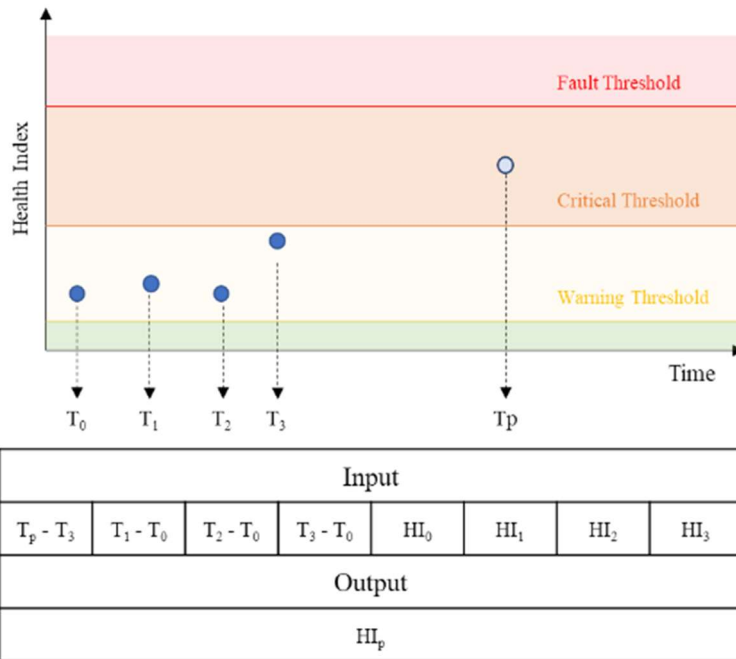 Fault Threshold
Health Index
Critical Threshold
Warning Threshold
Time
T₀ T₁ T₂ T₃ Tp
Input
Tₚ - T₃ T₁ - T₀ T₂ - T₀ T₃ - T₀ HI₀ HI₁ HI₂ HI₃
Output
HIₚ